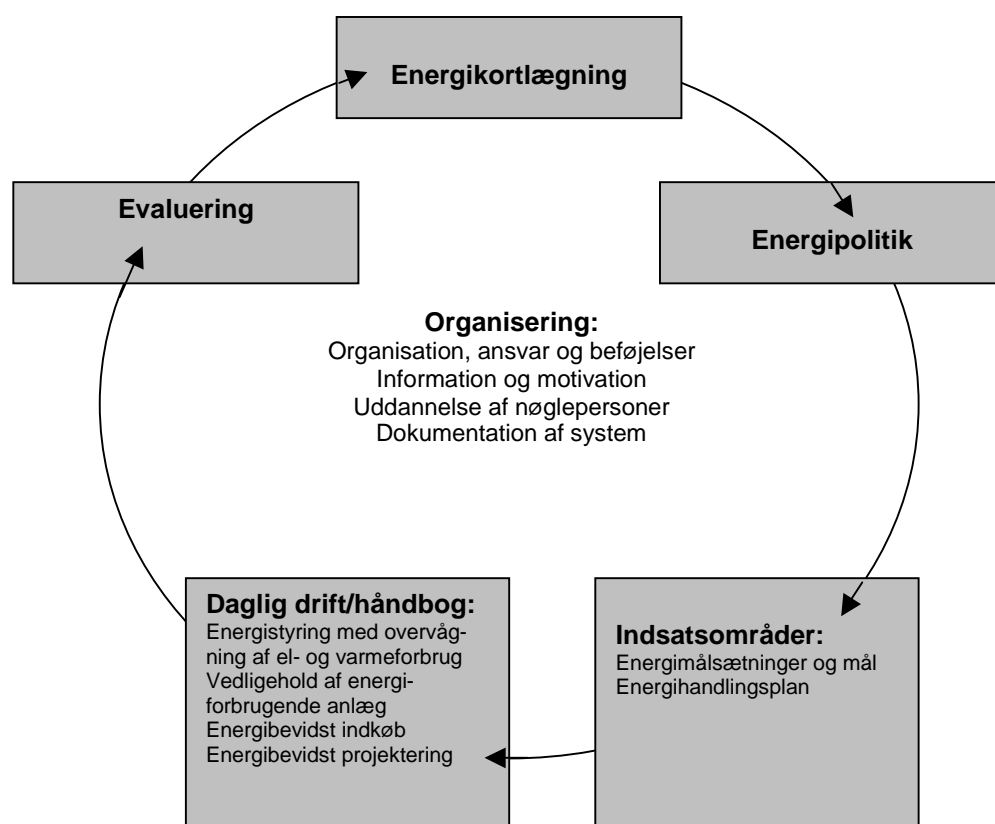 Energikortlægning
Evaluering
Energipolitik
Organisering:
Organisation, ansvar og beføjelser
Information og motivation
Uddannelse af nøglepersoner
Dokumentation af system
Daglig drift/håndbog:
Energistyring med overvåg-
ning af el- og varmeforbrug
Vedligehold af energi-
forbrugende anlæg
Energibevidst indkøb
Energibevidst projektering
Indsatsområder:
Energimålsætninger og mål
Energihandlingsplan